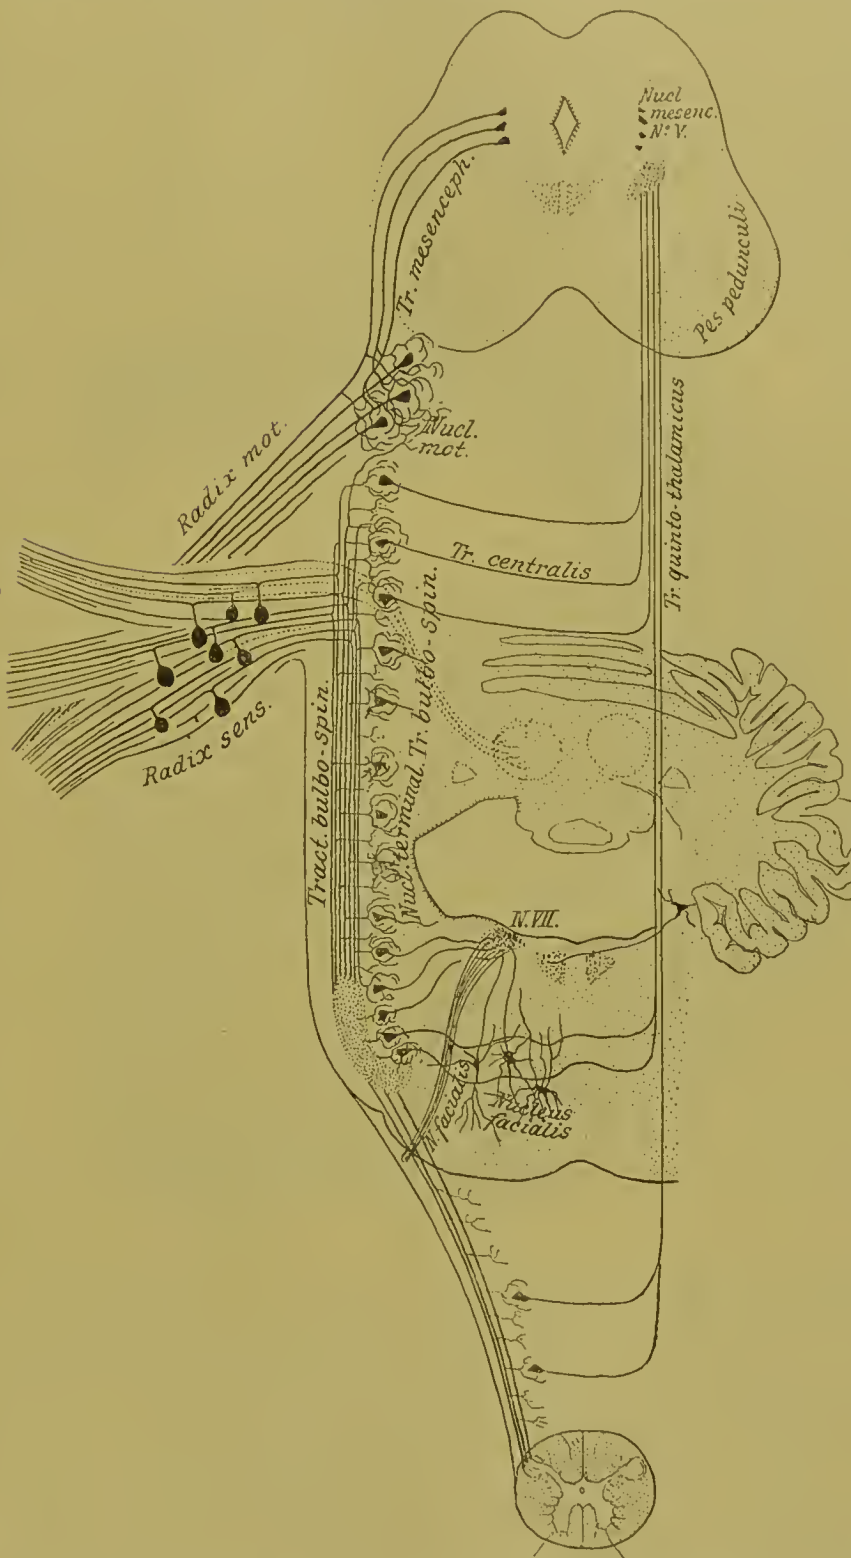 Nucl
mesenc.
N: V.
Tr. mesenceph.
Pes pedunculi
Radix mot.
Nucl.
mot.
Tr. quinto-thalamicus
Tr. centralis
Radix sens.
Tract. bulbo-spin.
Nucl. terminal. Tr. bulbo-spin.
N.VII.
N. facialis
Nucleus
facialis